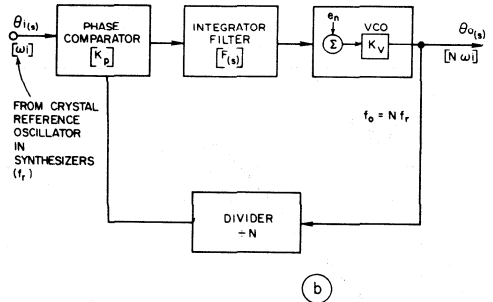 θi(s)
[ωi]
PHASE
COMPARATOR
[Kp]
INTEGRATOR
FILTER
[F(s)]
en
VCO
Σ
KV
θo(s)
[N ωi]
FROM CRYSTAL
REFERENCE
OSCILLATOR
IN
SYNTHESIZERS
(fr)
fo = N fr
DIVIDER
÷N
b